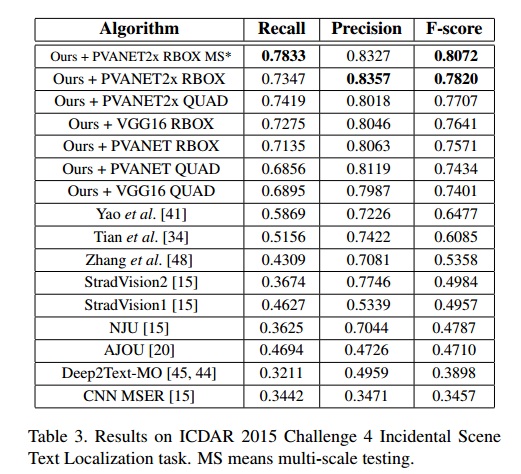 Algorithm Recall Precision F-score
Ours + PVANET2x RBOX MS* 0.7833 0.8327 0.8072
Ours + PVANET2x RBOX 0.7347 0.8357 0.7820
Ours + PVANET2x QUAD 0.7419 0.8018 0.7707
Ours + VGG16 RBOX 0.7275 0.8046 0.7641
Ours + PVANET RBOX 0.7135 0.8063 0.7571
Ours + PVANET QUAD 0.6856 0.8119 0.7434
Ours + VGG16 QUAD 0.6895 0.7987 0.7401
Yao et al. [41] 0.5869 0.7226 0.6477
Tian et al. [34] 0.5156 0.7422 0.6085
Zhang et al. [48] 0.4309 0.7081 0.5358
StradVision2 [15] 0.3674 0.7746 0.4984
StradVision1 [15] 0.4627 0.5339 0.4957
NJU [15] 0.3625 0.7044 0.4787
AJOU [20] 0.4694 0.4726 0.4710
Deep2Text-MO [45, 44] 0.3211 0.4959 0.3898
CNN MSER [15] 0.3442 0.3471 0.3457
Table 3. Results on ICDAR 2015 Challenge 4 Incidental Scene
Text Localization task. MS means multi-scale testing.